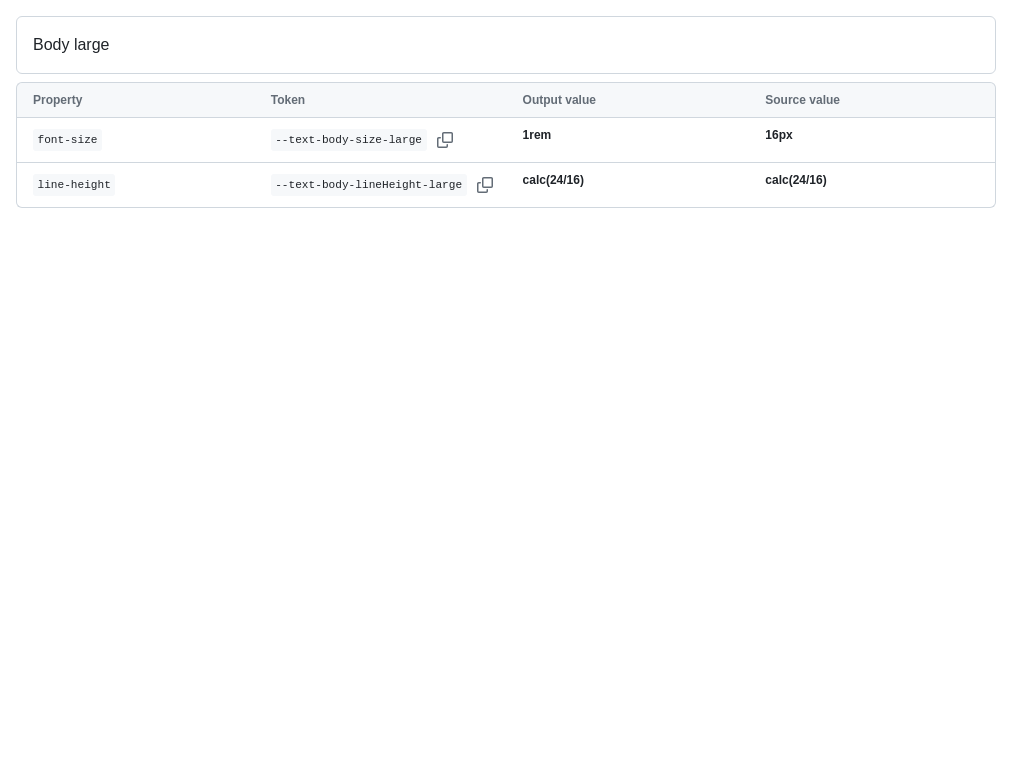 Body large
Property Token Output value Source value
font-size --text-body-size-large 1rem 16px
line-height --text-body-lineHeight-large calc(24/16) calc(24/16)